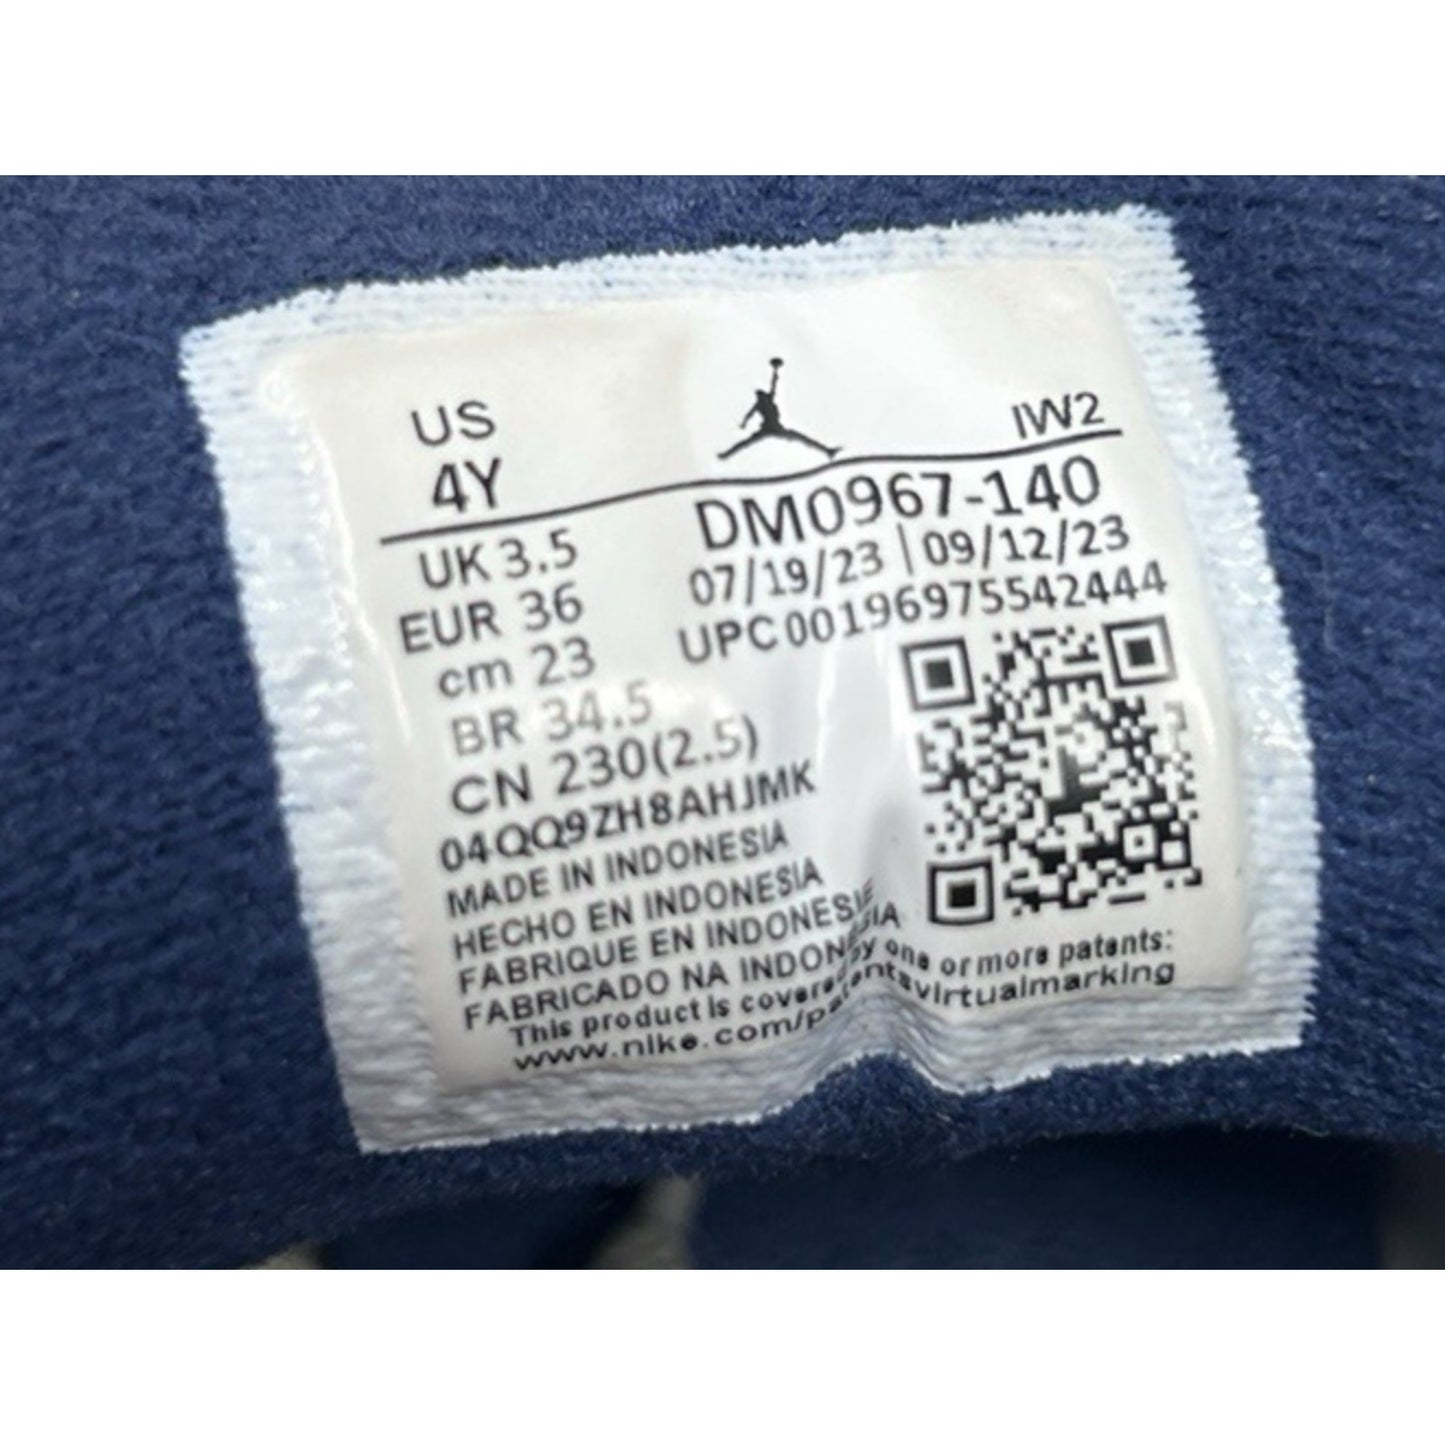 US
4Y
IW2
UK 3.5
EUR 36
cm 23
BR 34.5
CN 230(2.5)
DM0967-140
07/19/23 | 09/12/23
UPC00196975542444
04QQ9ZH8AHJMK
MADE IN INDONESIA
HECHO EN INDONESIA
FABRIQUE EN INDONESIE
FABRICADO NA INDONESIA
This product is covered by one or more patents:
www.nike.com/patentsvirtualmarking